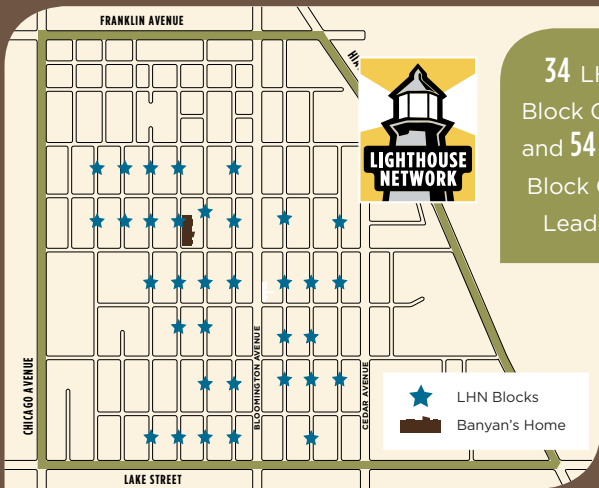 FRANKLIN AVENUE
LIGHTHOUSE
NETWORK
34
Block
and 54
Block
CHICAGO AVENUE
BLOOMINGTON AVENUE
CEDAR AVENUE
LHN Blocks
Banyan's Home
LAKE STREET